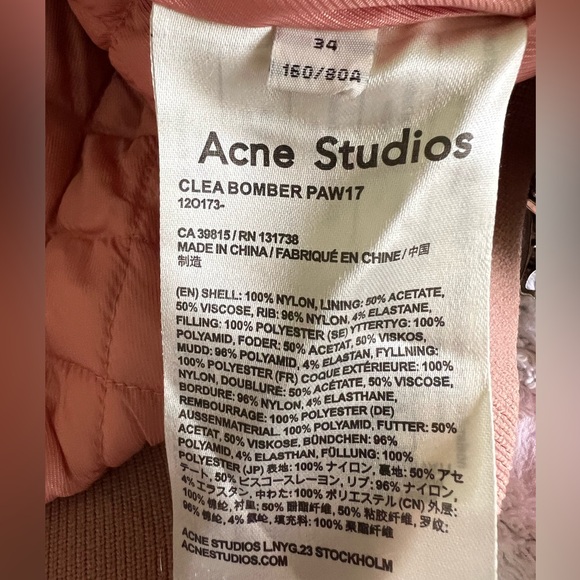 34
160/80A
Acne Studios
CLEA BOMBER PAW17
12O173-
CA 39815 / RN 131738
MADE IN CHINA / FABRIQUÉ EN CHINE / 中国
制造
(EN) SHELL: 100% NYLON, LINING: 50% ACETATE,
50% VISCOSE, RIB: 96% NYLON, 4% ELASTANE,
FILLING: 100% POLYESTER (SE) YTTERTYG: 100%
POLYAMID, FODER: 50% ACETAT, 50% VISKOS,
MUDD: 96% POLYAMID, 4% ELASTAN, FYLLNING:
100% POLYESTER (FR) COQUE EXTÉRIEURE: 100%
NYLON, DOUBLURE: 50% ACÉTATE, 50% VISCOSE,
BORDURE: 96% NYLON, 4% ELASTHANE,
REMBOURRAGE: 100% POLYESTER (DE)
AUSSENMATERIAL: 100% POLYAMID, FUTTER: 50%
ACETAT, 50% VISKOSE, BÜNDCHEN: 96%
POLYAMID, 4% ELASTHAN, FÜLLUNG: 100%
POLYESTER (JP) 表地: 100% ナイロン, 裏地: 50% アセ
テート, 50% ビスコースレーヨン, リブ: 96% ナイロン,
4% エラスタン, 中わた: 100% ポリエステル (CN) 外层:
100% 锦纶, 衬里: 50% 醋酯纤维, 50% 粘胶纤维, 罗纹:
96% 锦纶, 4% 氨纶, 填充料: 100% 聚酯纤维
ACNE STUDIOS LNYG.23 STOCKHOLM
ACNESTUDIOS.COM